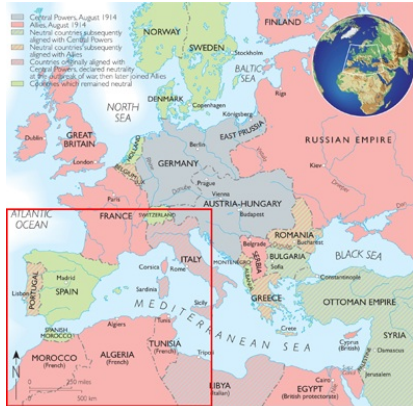 Central Powers, August 1914
Allies, August 1914
Neutral countries subsequently
aligned with Central Powers
Neutral countries subsequently
aligned with Allies
Countries originally aligned with
Central Powers, declared neutrality
at the outbreak of war, then later joined Allies
Countries which remained neutral
NORWAY
SWEDEN
FINLAND
Stockholm
BALTIC
SEA
NORTH
SEA
DENMARK
Copenhagen
Riga
Königsberg
Dublin
GREAT
BRITAIN
London
HOLLAND
BELGIUM
Berlin
EAST PRUSSIA
RUSSIAN EMPIRE
GERMANY
Kiev
Prague
Paris
Vienna
AUSTRIA-HUNGARY
Budapest
ATLANTIC
OCEAN
FRANCE
SWITZERLAND
ROMANIA
Bucharest
Belgrade
SERBIA
ITALY
MONTENEGRO
BULGARIA
Sofia
BLACK SEA
Corsica
Rome
ALBANIA
Constantinople
PORTUGAL
Madrid
SPAIN
Lisbon
Sardinia
GREECE
OTTOMAN EMPIRE
Sicily
MEDITERRANEAN SEA
Crete
Cyprus
(British)
SYRIA
Damascus
SPANISH
MOROCCO
Algiers
Tunis
MOROCCO
(French)
ALGERIA
(French)
TUNISIA
(French)
Tripoli
LIBYA
(Italian)
Jerusalem
PALESTINE
Cairo
EGYPT
(British protectorate)
N
0
250 miles
500 km